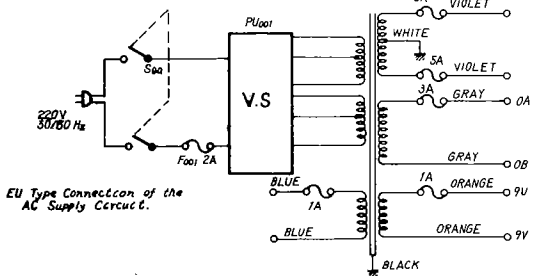 PU001
VIOLET
WHITE
S90
5A
VIOLET
3A
GRAY
0A
V.S
220V
50/60 Hz
F001 2A
GRAY
0B
EU Type Connection of the
AC Supply Circuit.
BLUE
1A
BLUE
1A
ORANGE
9U
ORANGE
9V
BLACK